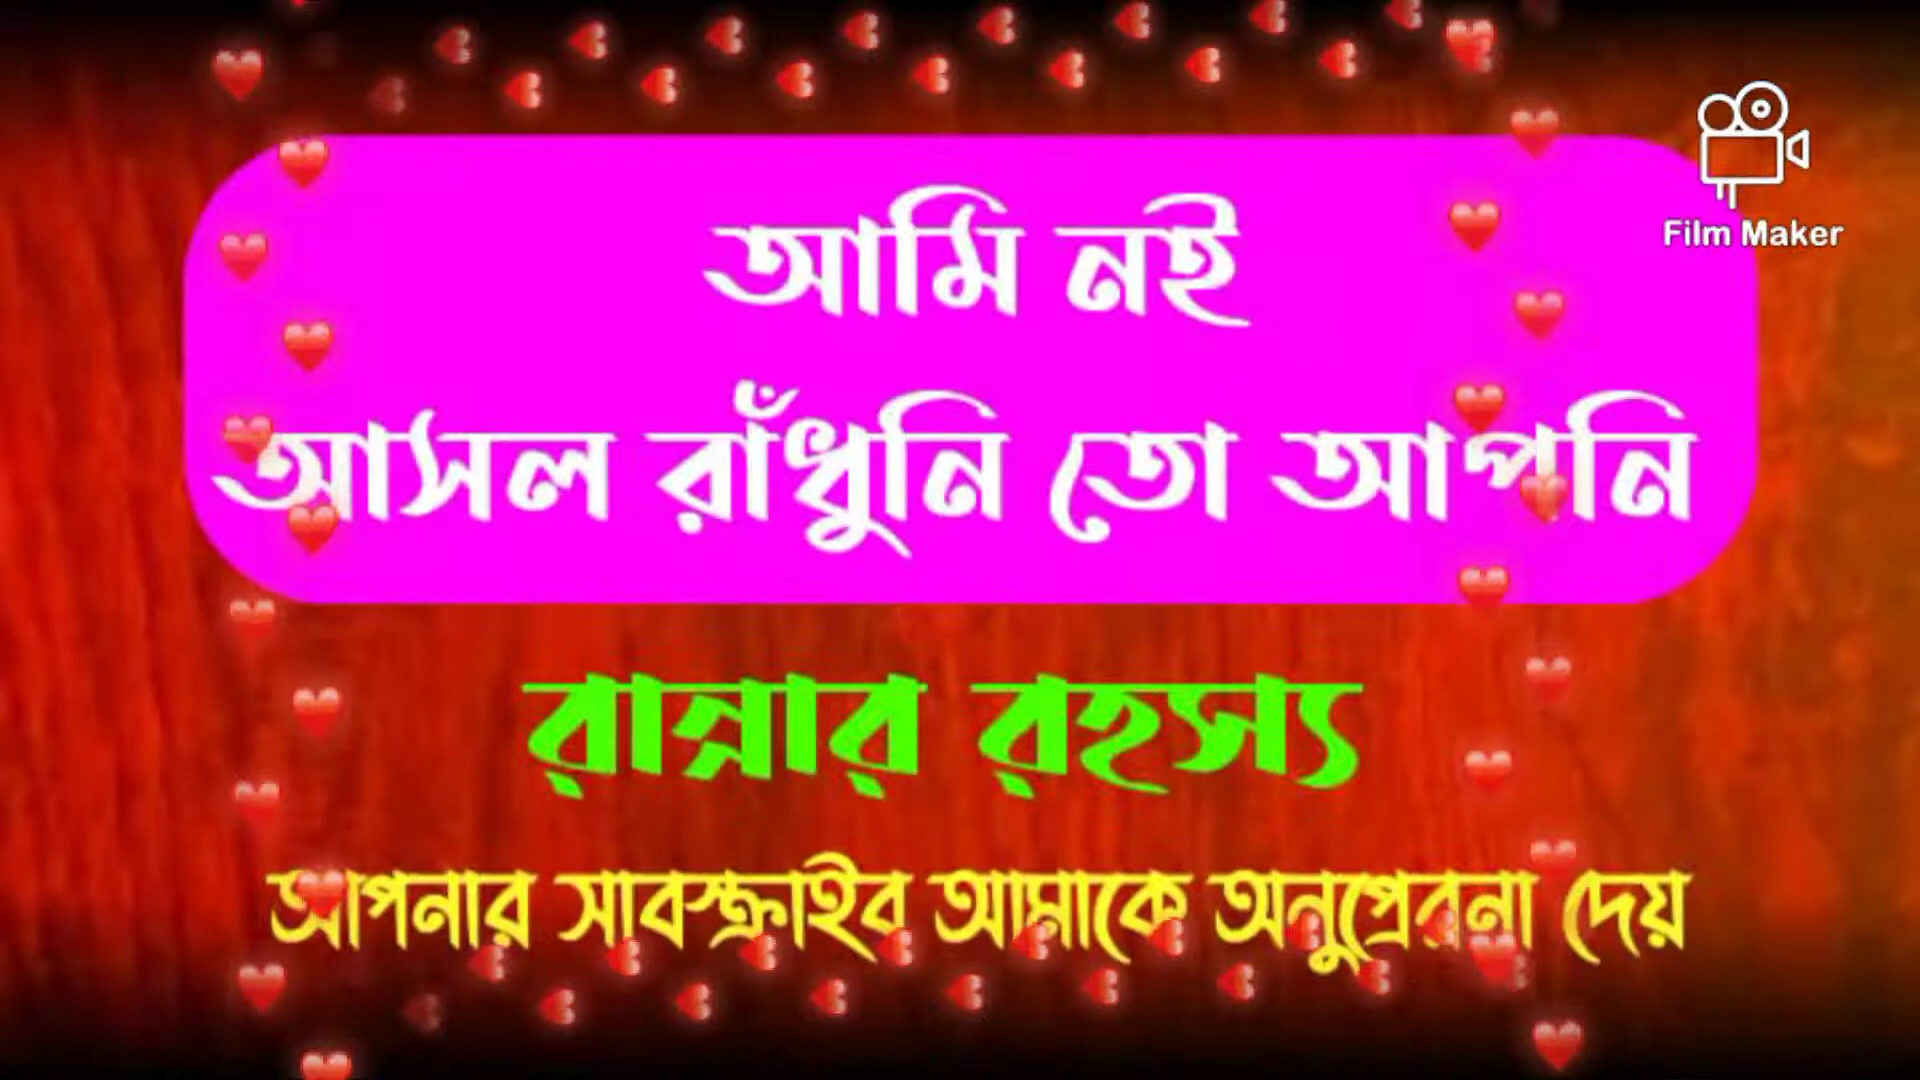 আমি নই
আসল রাঁধুনি তো আপনি
রান্নার রহস্য
আপনার সাবস্ক্রাইব আমাকে অনুপ্রেরনা দেয়
Film Maker